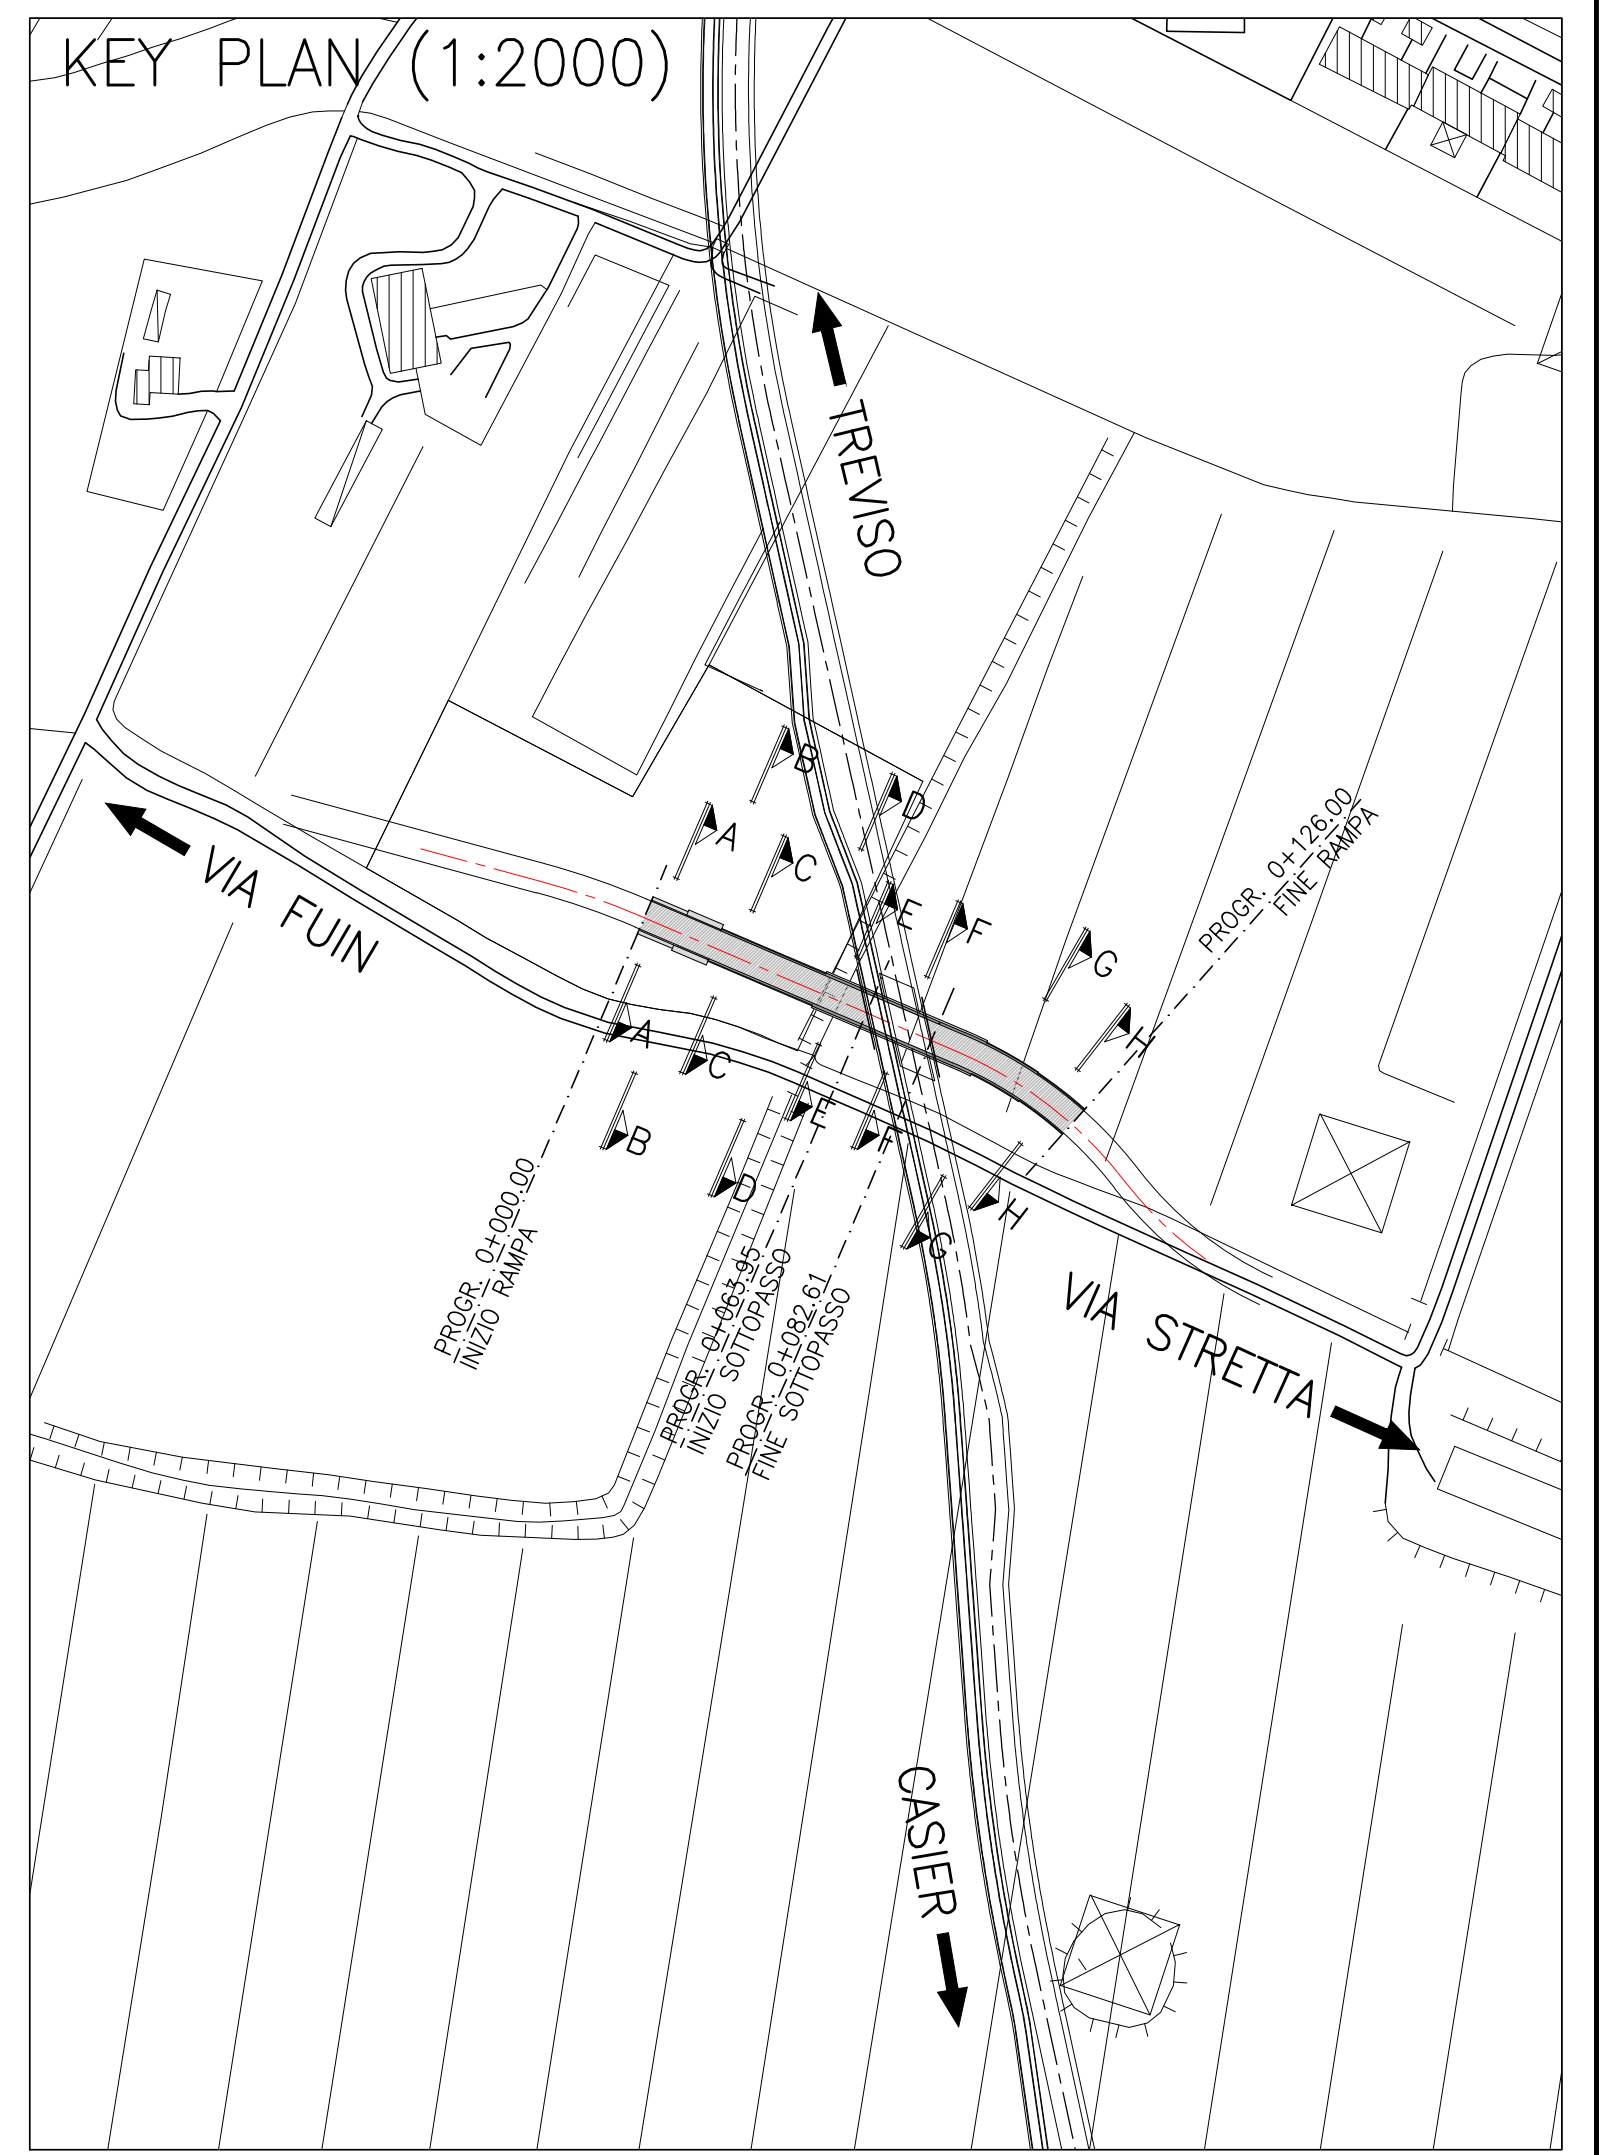 KEY PLAN (1:2000)
TREVISO
B
D
A
C
E
F
G
H
PROGR. 0+126.00
FINE RAMPA
VIA FUIN
A
C
E
F
B
D
G
H
PROGR. 0+000.00
INIZIO RAMPA
PROGR. 0+063.95
INIZIO SOTTOPASSO
PROGR. 0+082.61
FINE SOTTOPASSO
VIA STRETTA
CASIER